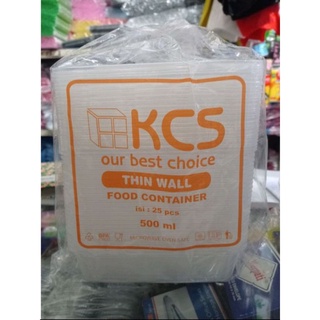 KCS
our best choice
THIN WALL
FOOD CONTAINER
isi : 25 pcs
500 ml